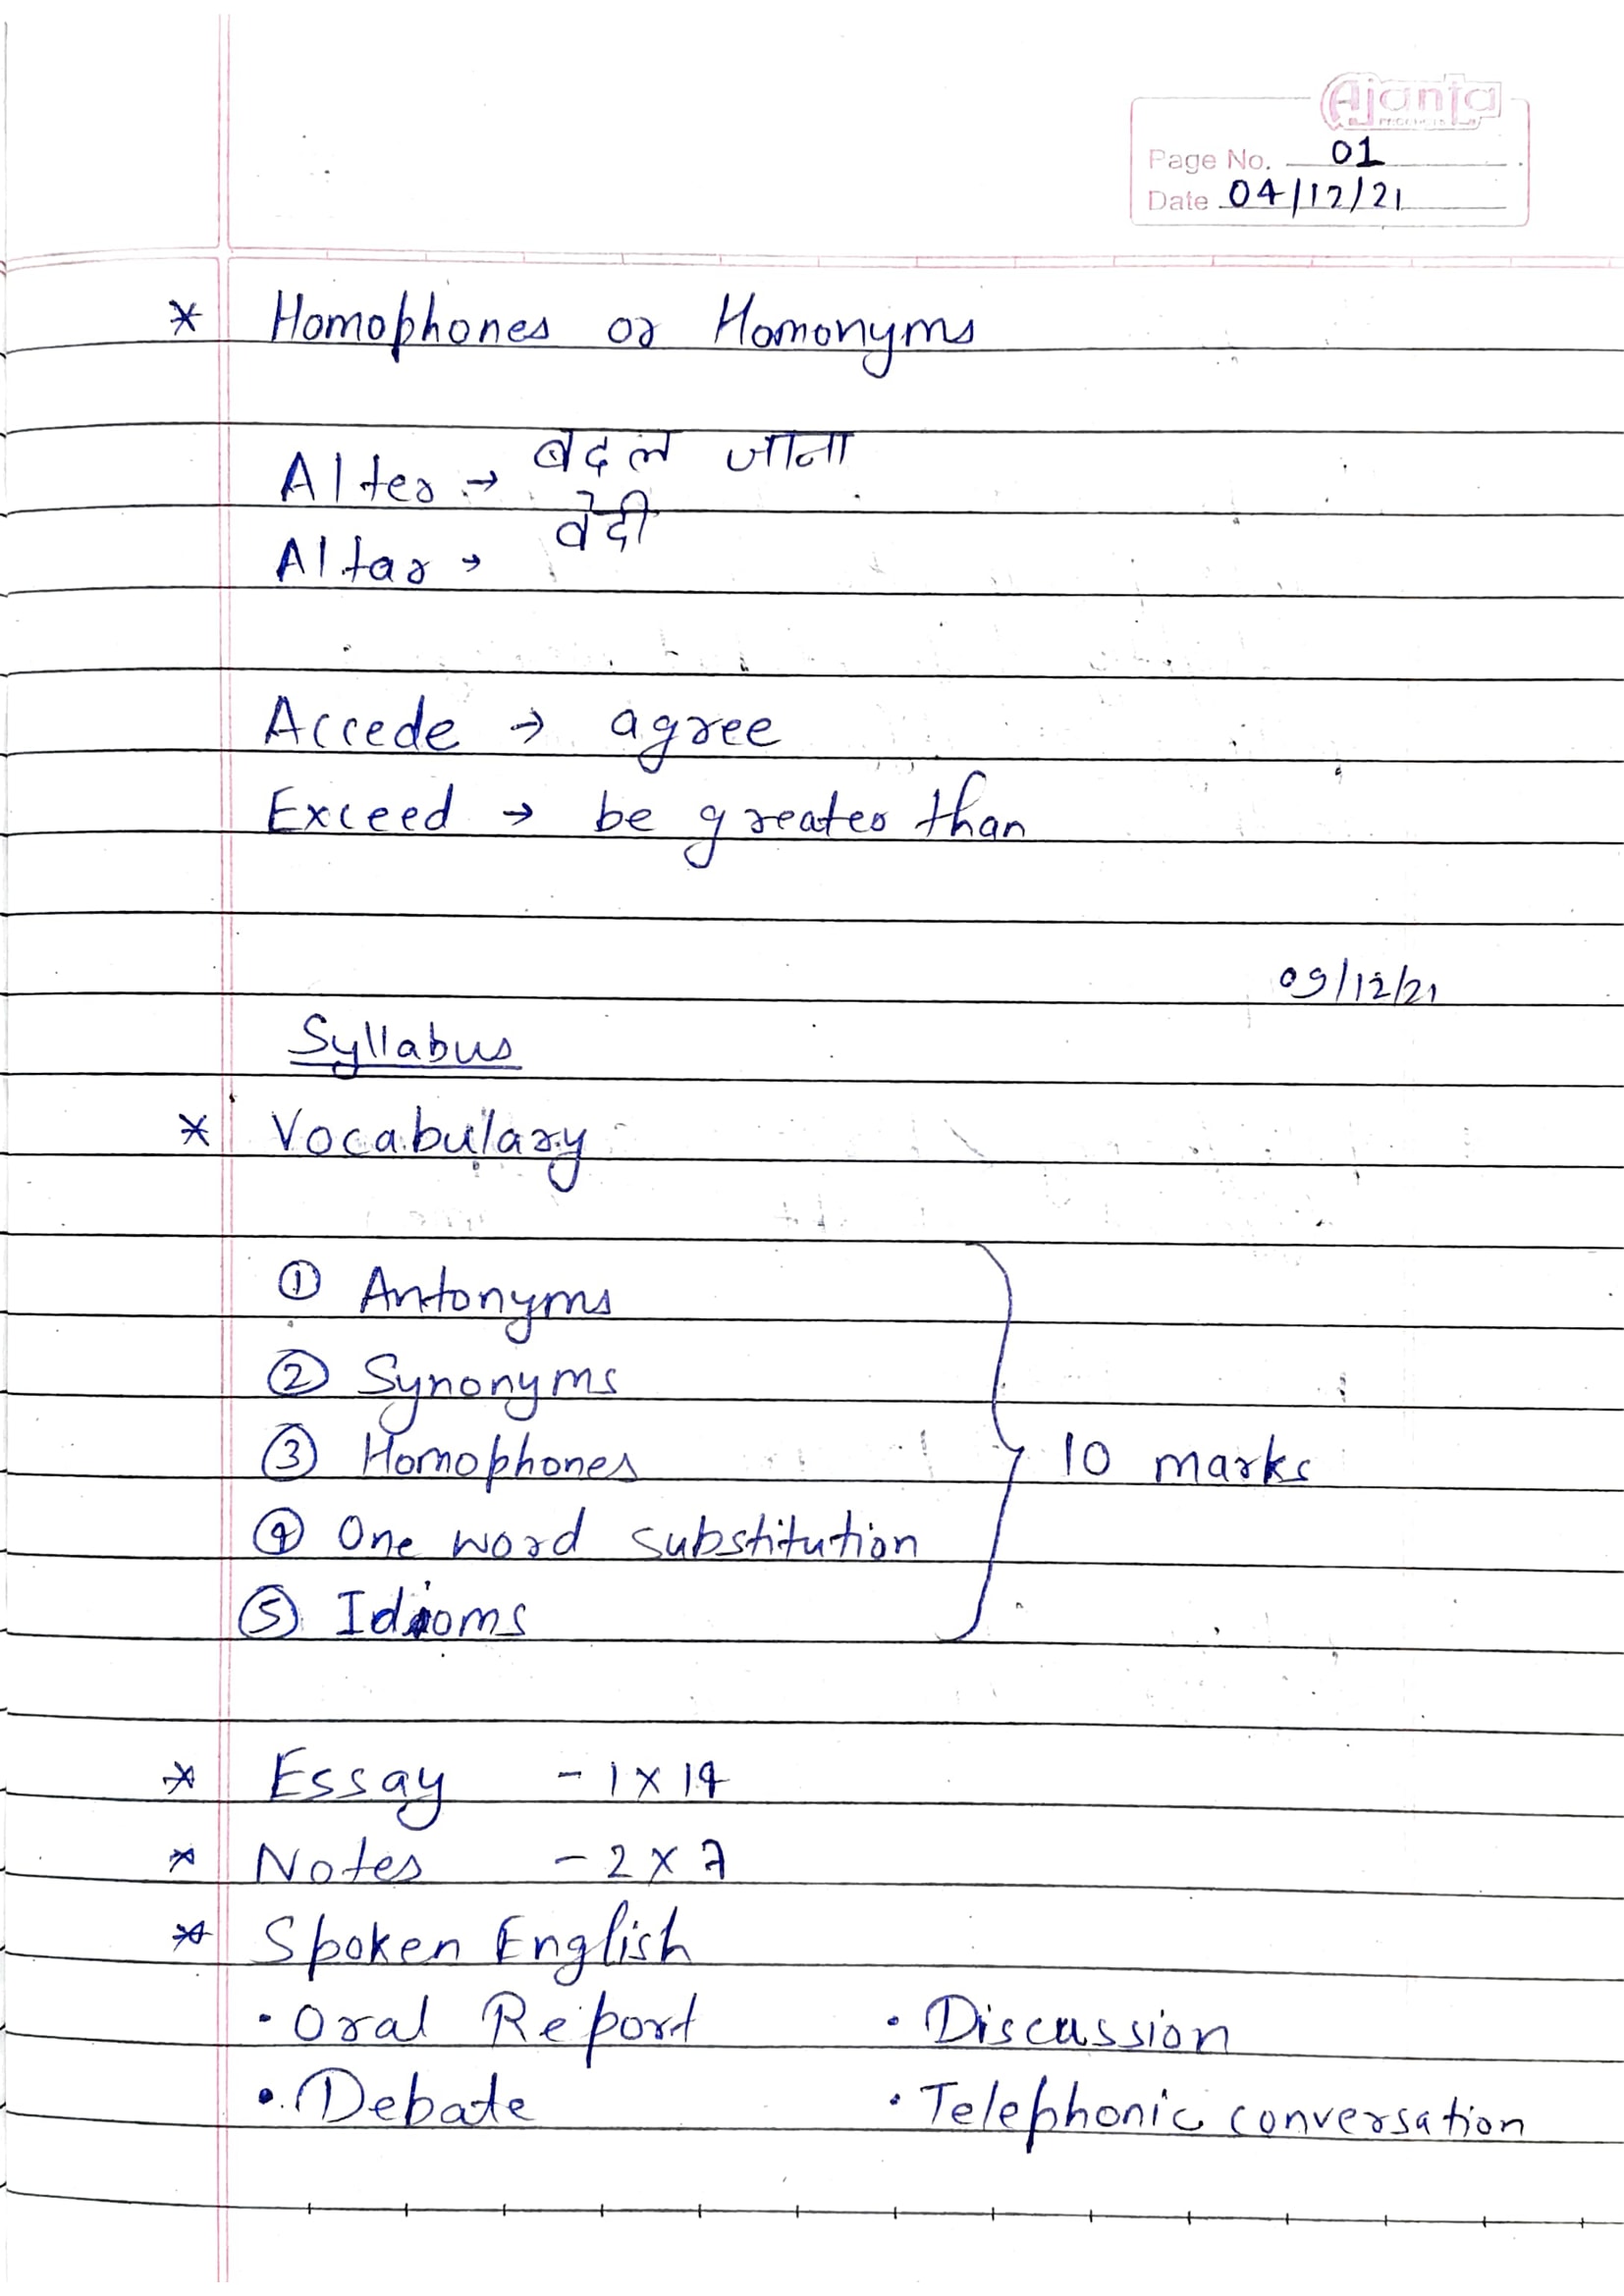 Ajanta
Page No. 01
Date 04/12/21
* Homophones or Homonyms
Alter → बदल जाना
Altar → वेदी
Accede → agree
Exceed → be greater than
09/12/21
Syllabus
* Vocabulary
① Antonyms
② Synonyms
③ Homophones
④ One word substitution
⑤ Idioms
} 10 marks
* Essay - 1 x 14
* Notes - 2 x 7
* Spoken English
• Oral Report • Discussion
• Debate • Telephonic conversation